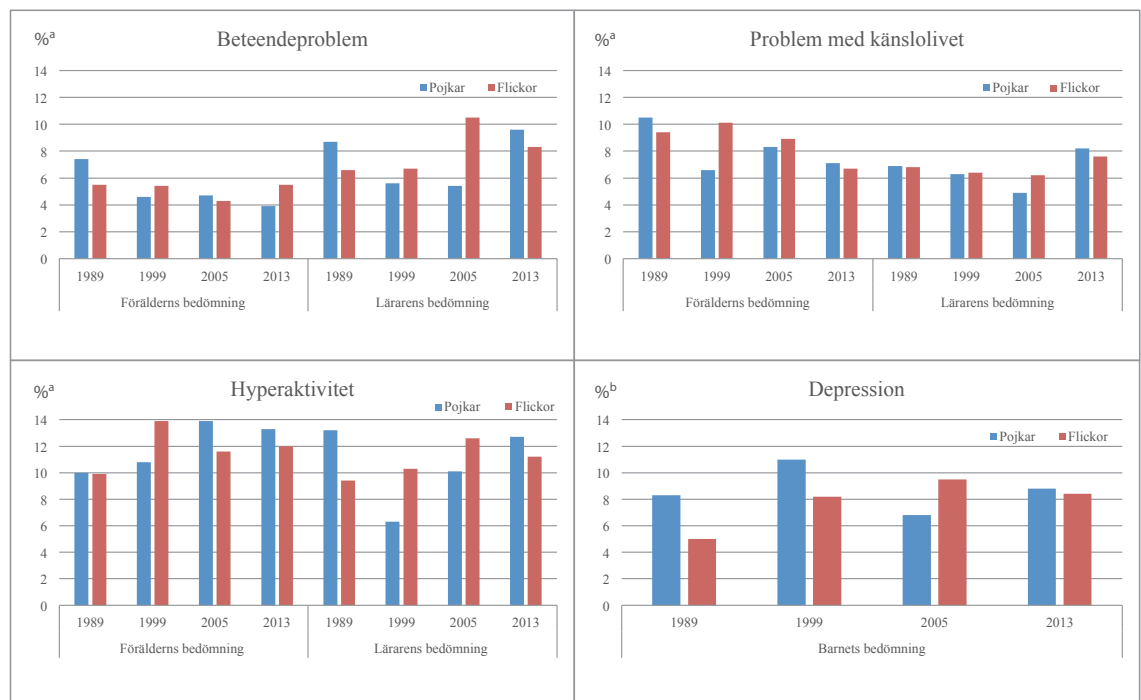 %ᵃ Beteendeproblem
Pojkar Flickor
14
12
10
8
6
4
2
0
1989 1999 2005 2013 1989 1999 2005 2013
Förälderns bedömning Lärarens bedömning
%ᵃ Problem med känslolivet
Pojkar Flickor
14
12
10
8
6
4
2
0
1989 1999 2005 2013 1989 1999 2005 2013
Förälderns bedömning Lärarens bedömning
%ᵃ Hyperaktivitet
Pojkar Flickor
14
12
10
8
6
4
2
0
1989 1999 2005 2013 1989 1999 2005 2013
Förälderns bedömning Lärarens bedömning
%ᵇ Depression
Pojkar Flickor
14
12
10
8
6
4
2
0
1989 1999 2005 2013
Barnets bedömning